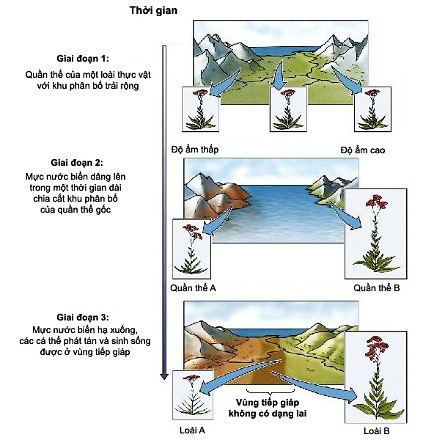 Thời gian
Giai đoạn 1:
Quần thể của một loài thực vật
với khu phân bố trải rộng
Độ ẩm thấp
Độ ẩm cao
Giai đoạn 2:
Mực nước biển dâng lên
trong một thời gian dài
chia cắt khu phân bố
của quần thể gốc
Quần thể A
Quần thể B
Giai đoạn 3:
Mực nước biển hạ xuống,
các cá thể phát tán và sinh sống
được ở vùng tiếp giáp
Vùng tiếp giáp
không có dạng lai
Loài A
Loài B